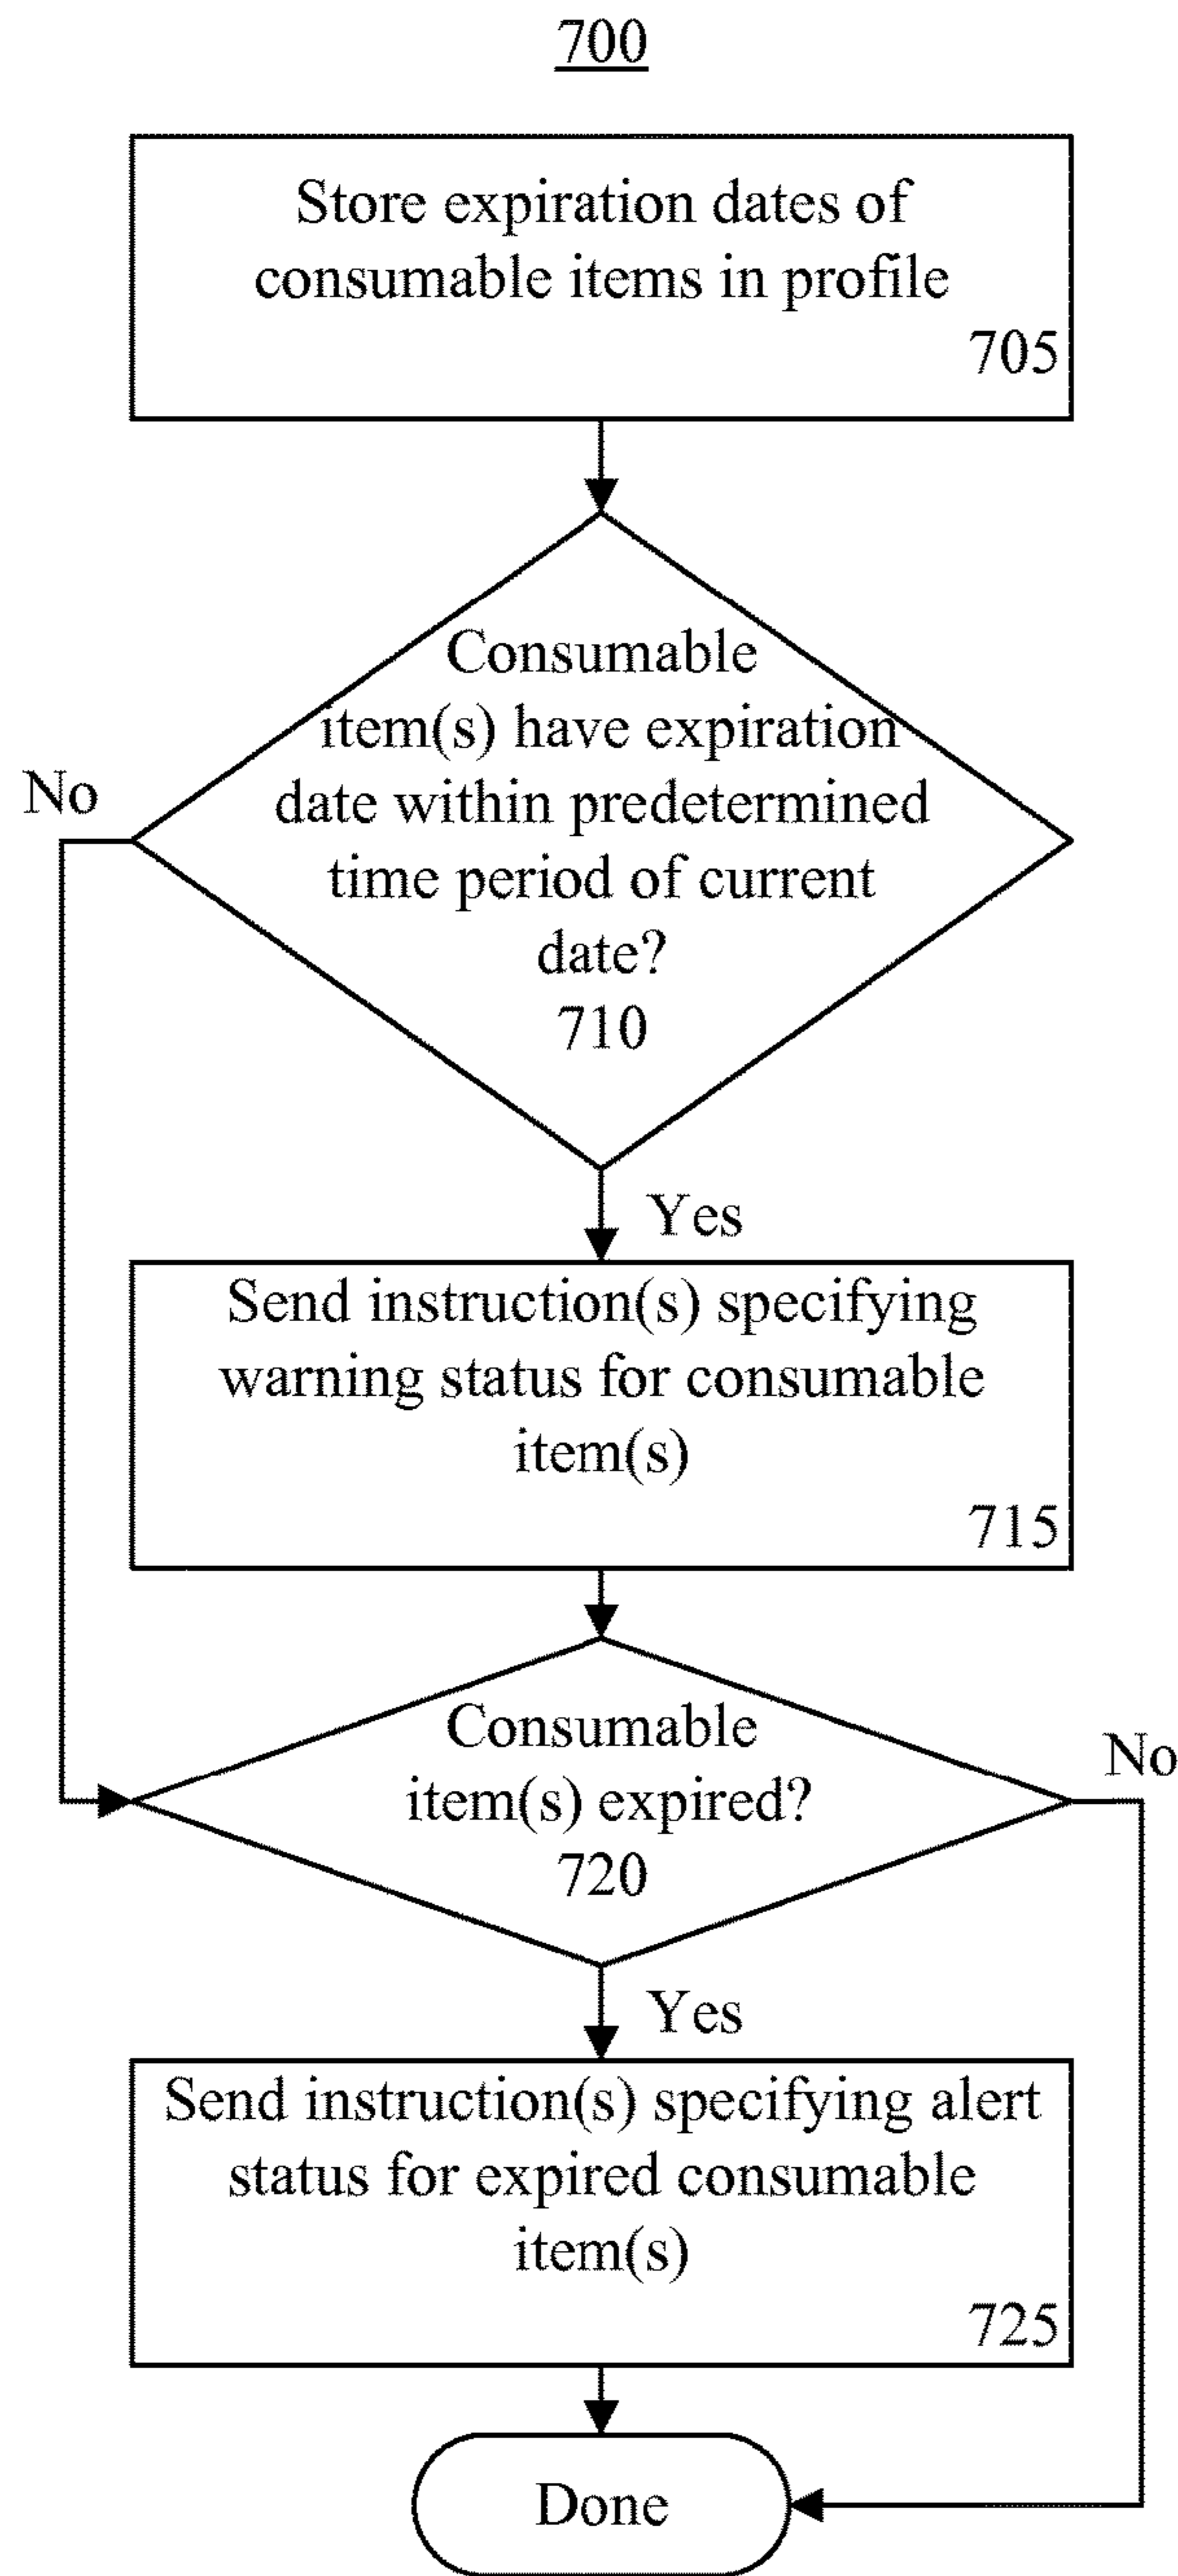 700
Store expiration dates of
consumable items in profile
705
Consumable
item(s) have expiration
date within predetermined
time period of current
date?
710
No
Yes
Send instruction(s) specifying
warning status for consumable
item(s)
715
Consumable
item(s) expired?
720
No
Yes
Send instruction(s) specifying alert
status for expired consumable
item(s)
725
Done